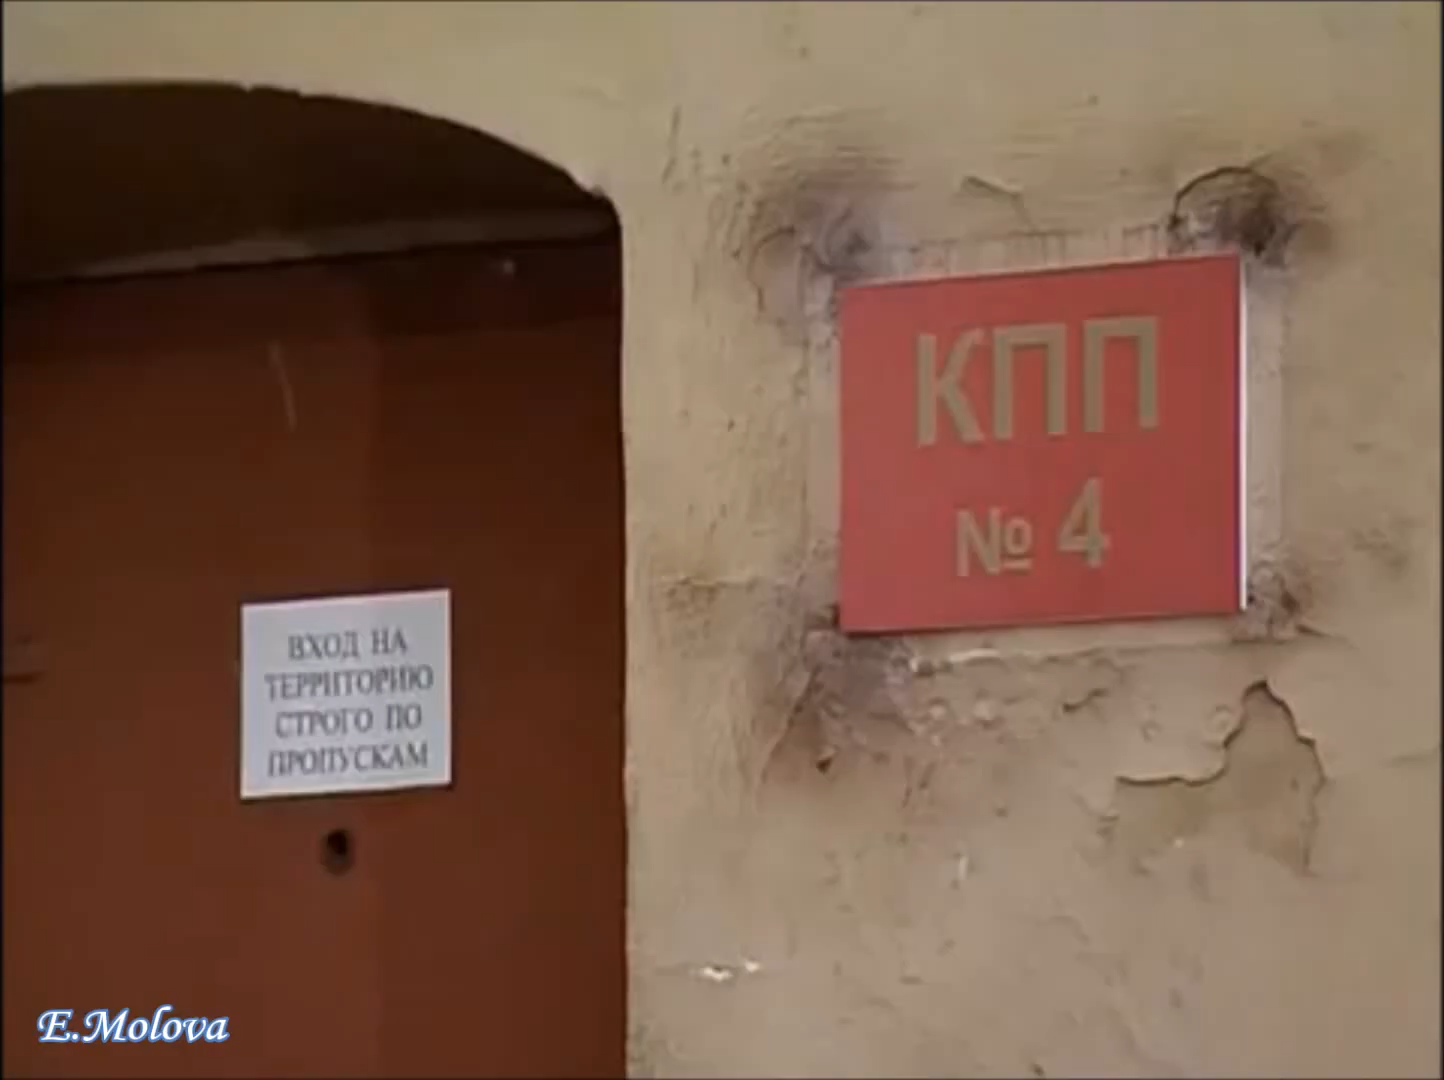 КПП
№ 4
ВХОД НА
ТЕРРИТОРИЮ
СТРОГО ПО
ПРОПУСКАМ
E.Molova